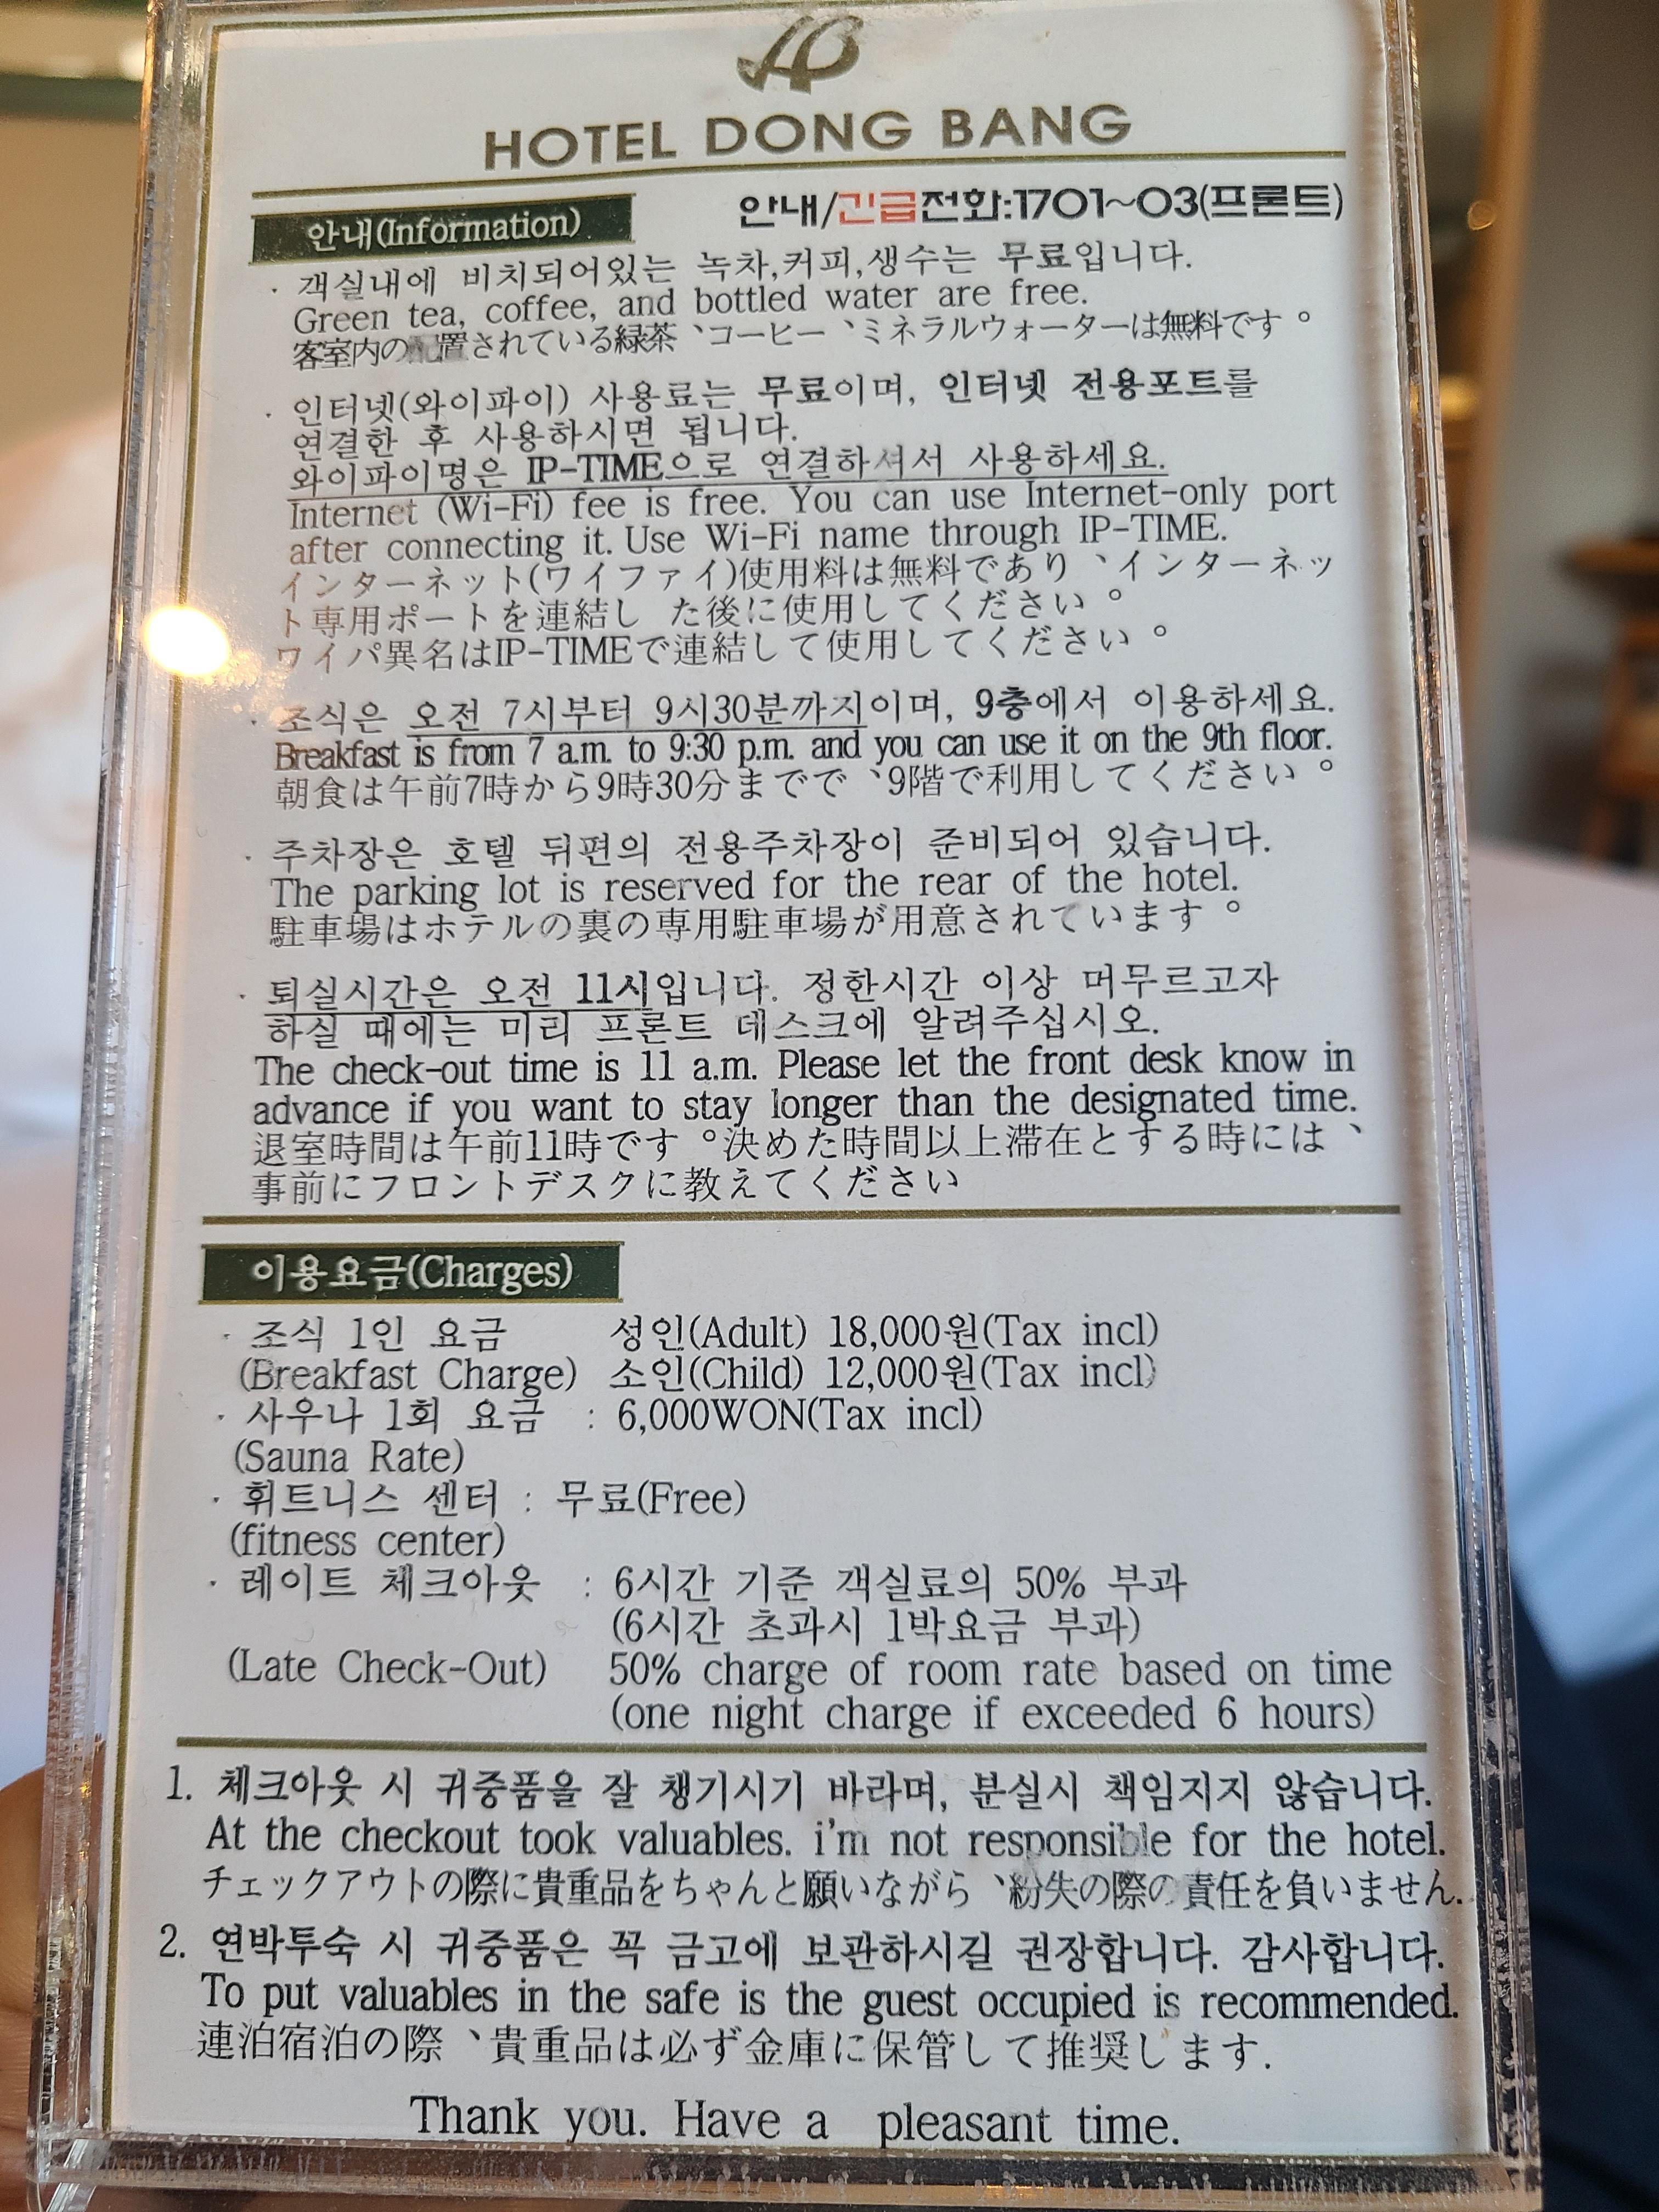 HOTEL DONG BANG
안내(Information)
안내/긴급전화:1701~03(프론트)
· 객실내에 비치되어있는 녹차,커피,생수는 무료입니다.
Green tea, coffee, and bottled water are free.
客室内の配置されている緑茶、コーヒー、ミネラルウォーターは無料です。
· 인터넷(와이파이) 사용료는 무료이며, 인터넷 전용포트를
연결한 후 사용하시면 됩니다.
와이파이명은 IP-TIME으로 연결하셔서 사용하세요.
Internet (Wi-Fi) fee is free. You can use Internet-only port
after connecting it. Use Wi-Fi name through IP-TIME.
インターネット(ワイファイ)使用料は無料であり、インターネッ
ト専用ポートを連結し た後に使用してください。
ワイパ異名はIP-TIMEで連結して使用してください。
· 조식은 오전 7시부터 9시30분까지이며, 9층에서 이용하세요.
Breakfast is from 7 a.m. to 9:30 p.m. and you can use it on the 9th floor.
朝食は午前7時から9時30分までで、9階で利用してください。
· 주차장은 호텔 뒤편의 전용주차장이 준비되어 있습니다.
The parking lot is reserved for the rear of the hotel.
駐車場はホテルの裏の専用駐車場が用意されています。
· 퇴실시간은 오전 11시입니다. 정한시간 이상 머무르고자
하실 때에는 미리 프론트 데스크에 알려주십시오.
The check-out time is 11 a.m. Please let the front desk know in
advance if you want to stay longer than the designated time.
退室時間は午前11時です。決めた時間以上滞在とする時には、
事前にフロントデスクに教えてください
이용요금(Charges)
· 조식 1인 요금 성인(Adult) 18,000원(Tax incl)
(Breakfast Charge) 소인(Child) 12,000원(Tax incl)
· 사우나 1회 요금 : 6,000WON(Tax incl)
(Sauna Rate)
· 휘트니스 센터 : 무료(Free)
(fitness center)
· 레이트 체크아웃 : 6시간 기준 객실료의 50% 부과
(6시간 초과시 1박요금 부과)
(Late Check-Out) 50% charge of room rate based on time
(one night charge if exceeded 6 hours)
1. 체크아웃 시 귀중품을 잘 챙기시기 바라며, 분실시 책임지지 않습니다.
At the checkout took valuables. i'm not responsible for the hotel.
チェックアウトの際に貴重品をちゃんと願いながら、紛失の際の責任を負いません.
2. 연박투숙 시 귀중품은 꼭 금고에 보관하시길 권장합니다. 감사합니다.
To put valuables in the safe is the guest occupied is recommended.
連泊宿泊の際、貴重品は必ず金庫に保管して推奨します.
Thank you. Have a pleasant time.